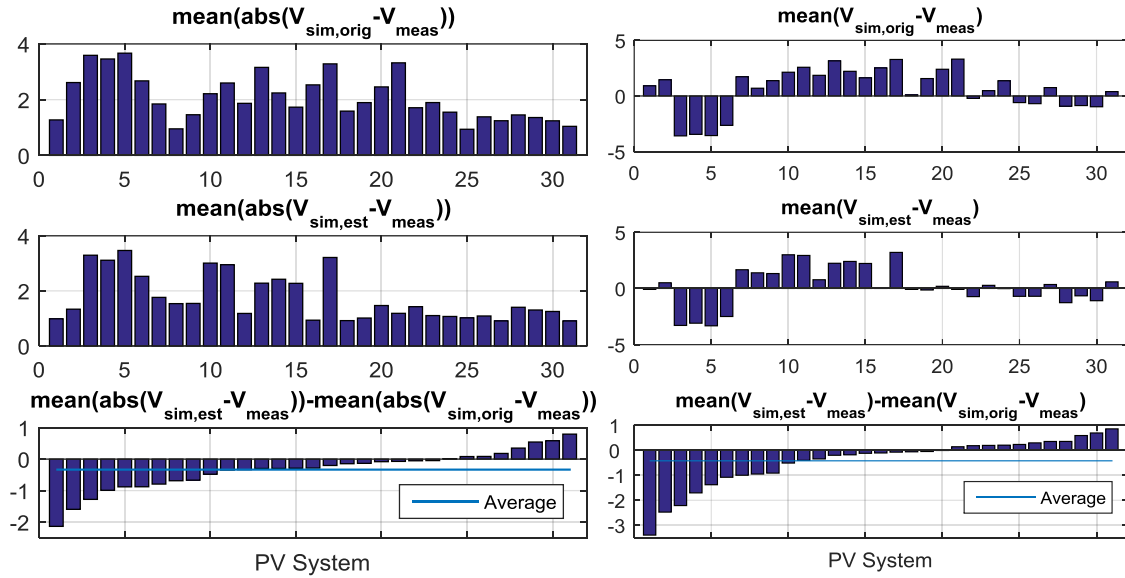 mean(abs(Vsim,orig-Vmeas))
4
2
0
0 5 10 15 20 25 30
mean(Vsim,orig-Vmeas)
5
0
-5
0 5 10 15 20 25 30
mean(abs(Vsim,est-Vmeas))
4
2
0
0 5 10 15 20 25 30
mean(Vsim,est-Vmeas)
5
0
-5
0 5 10 15 20 25 30
mean(abs(Vsim,est-Vmeas))-mean(abs(Vsim,orig-Vmeas))
1
0
-1
-2
Average
PV System
mean(Vsim,est-Vmeas)-mean(Vsim,orig-Vmeas)
1
0
-1
-2
-3
Average
PV System